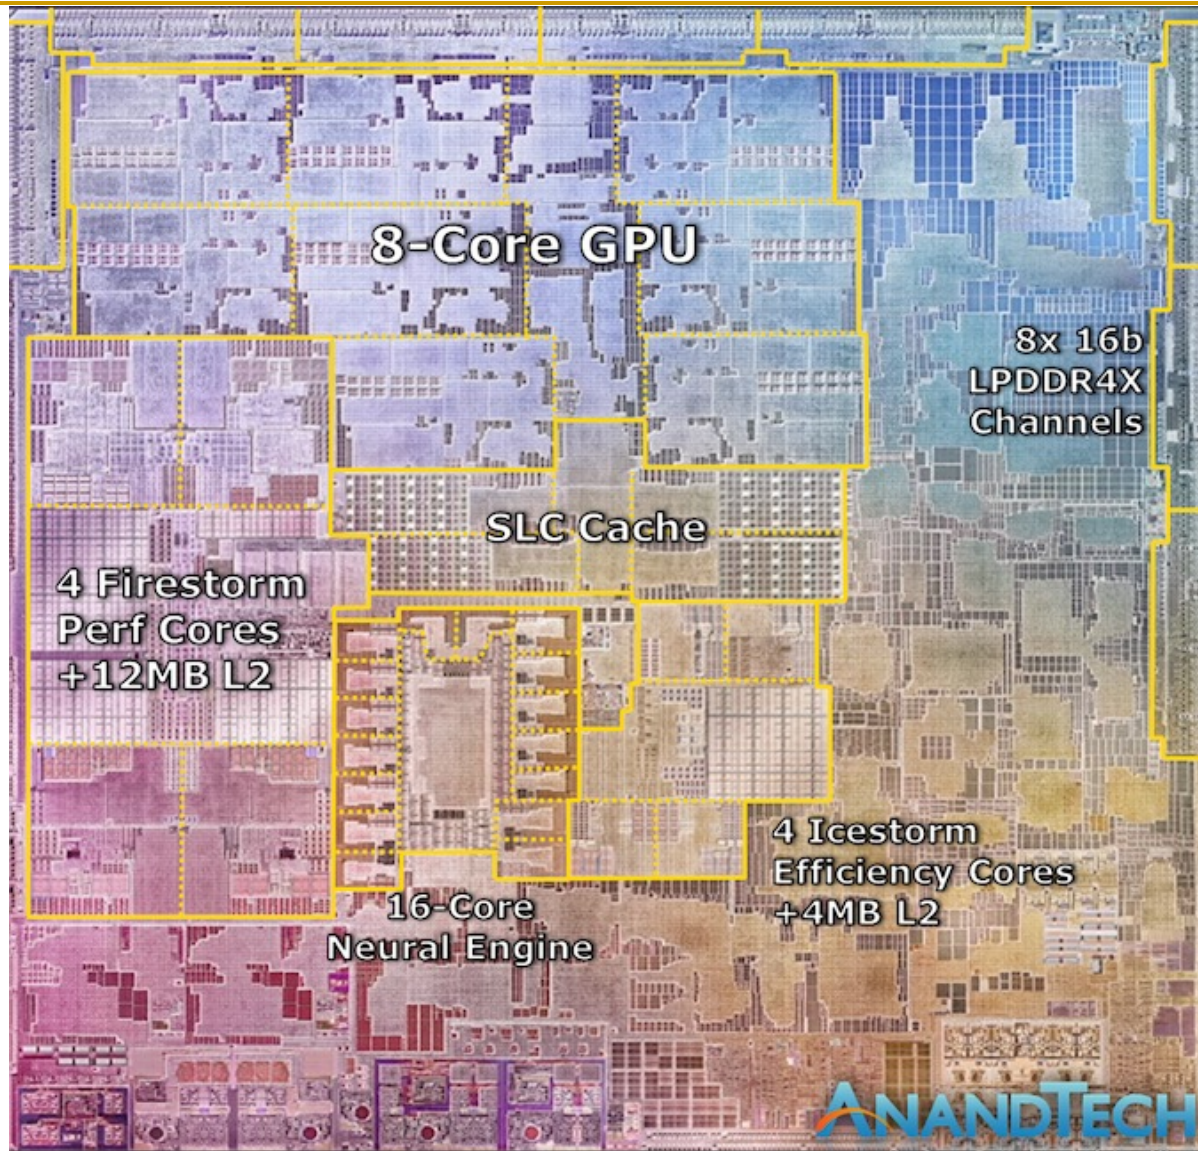 8-Core GPU
8x 16b
LPDDR4X
Channels
SLC Cache
4 Firestorm
Perf Cores
+12MB L2
4 Icestorm
Efficiency Cores
+4MB L2
16-Core
Neural Engine
ANANDTECH